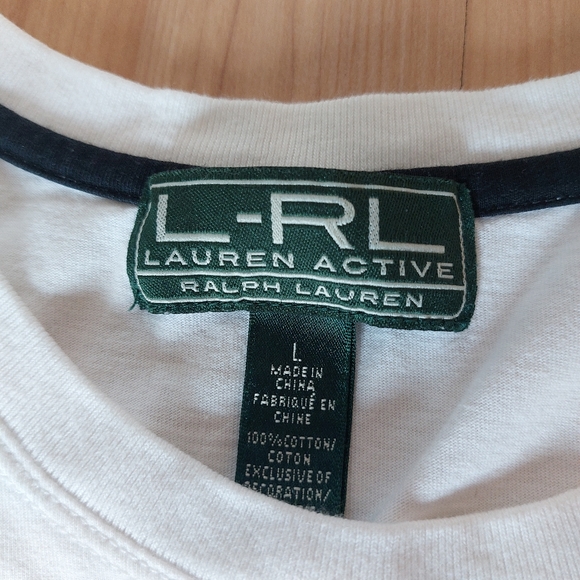 L-RL
LAUREN ACTIVE
RALPH LAUREN
L
MADE IN
CHINA
FABRIQUÉ EN
CHINE
100%COTTON/
COTON
EXCLUSIVE OF
DECORATION/